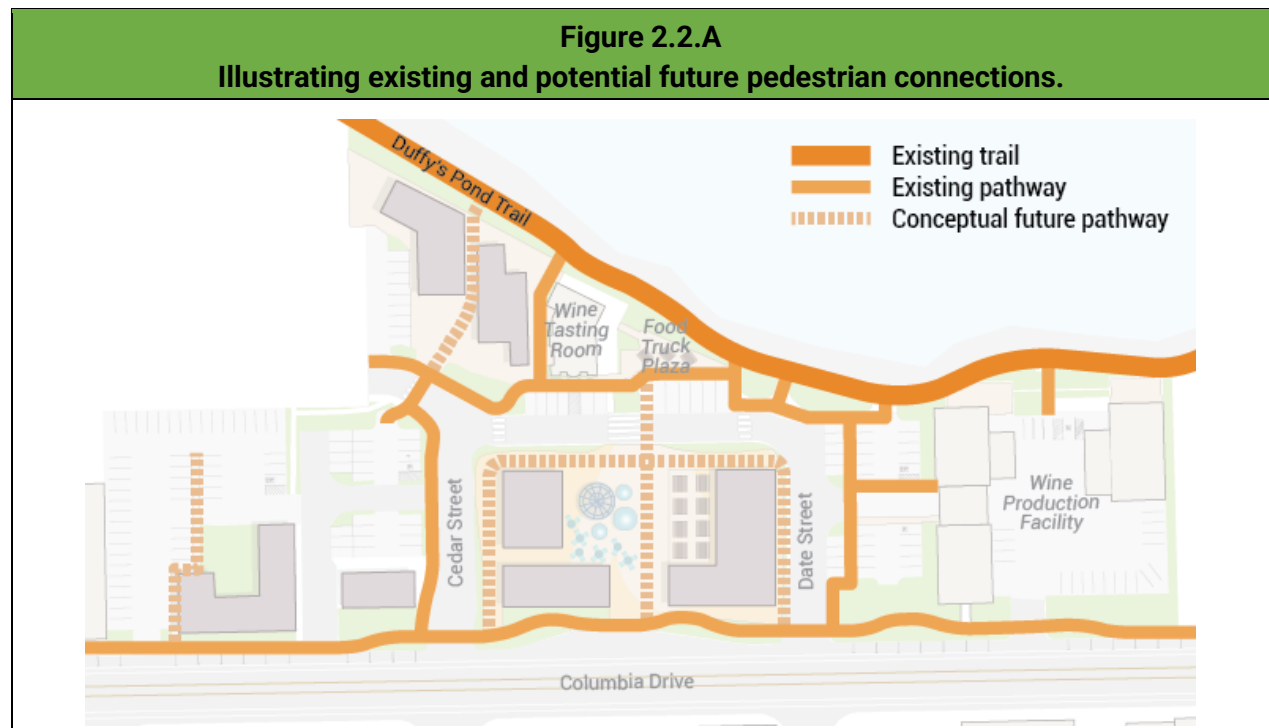 Figure 2.2.A
Illustrating existing and potential future pedestrian connections.
Existing trail
Existing pathway
Conceptual future pathway
Duffy's Pond Trail
Wine
Tasting
Room
Food
Truck
Plaza
Wine
Production
Facility
Cedar Street
Date Street
Columbia Drive